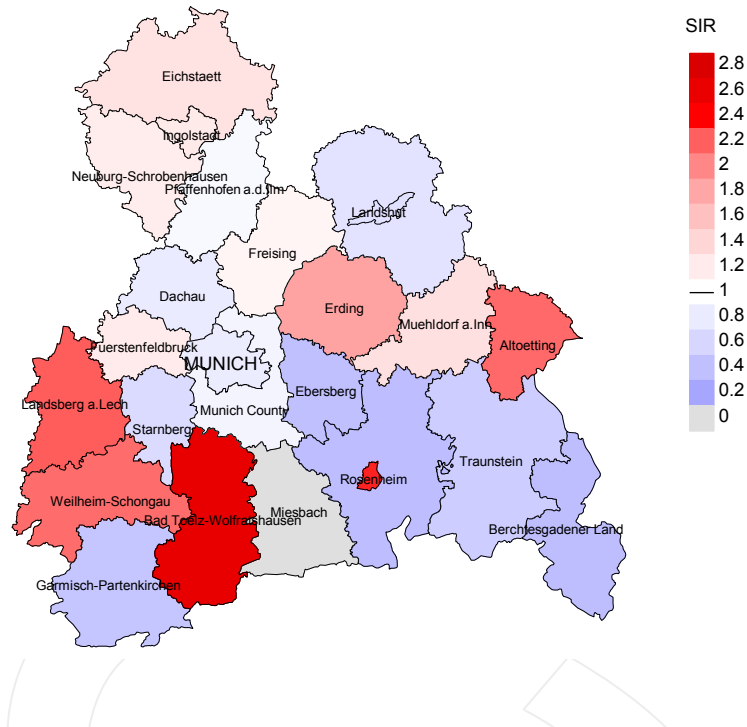 SIR
2.8
2.6
2.4
2.2
2
1.8
1.6
1.4
1.2
1
0.8
0.6
0.4
0.2
0
Eichstaett
Ingolstadt
Neuburg-Schrobenhausen
Pfaffenhofen a.d.Ilm
Landshut
Freising
Dachau
Erding
Muehldorf a.Inn
Altoetting
Fuerstenfeldbruck
MUNICH
Ebersberg
Landsberg a.Lech
Munich County
Starnberg
Traunstein
Rosenheim
Weilheim-Schongau
Miesbach
Bad Toelz-Wolfratshausen
Berchtesgadener Land
Garmisch-Partenkirchen